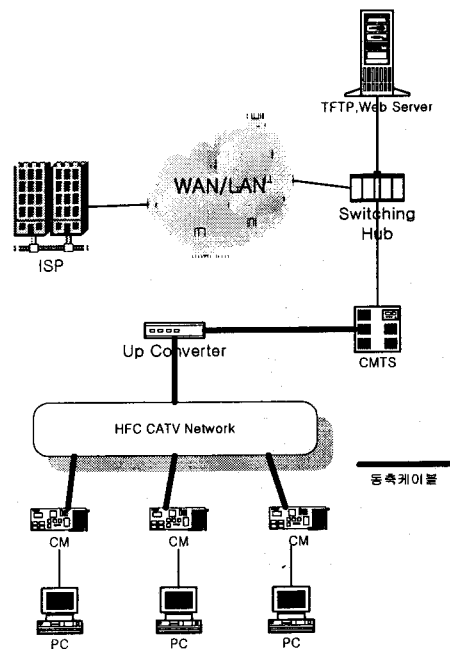 TFTP,Web Server
WAN/LAN
Switching
Hub
ISP
Up Converter
CMTS
HFC CATV Network
동축케이블
CM
CM
CM
PC
PC
PC